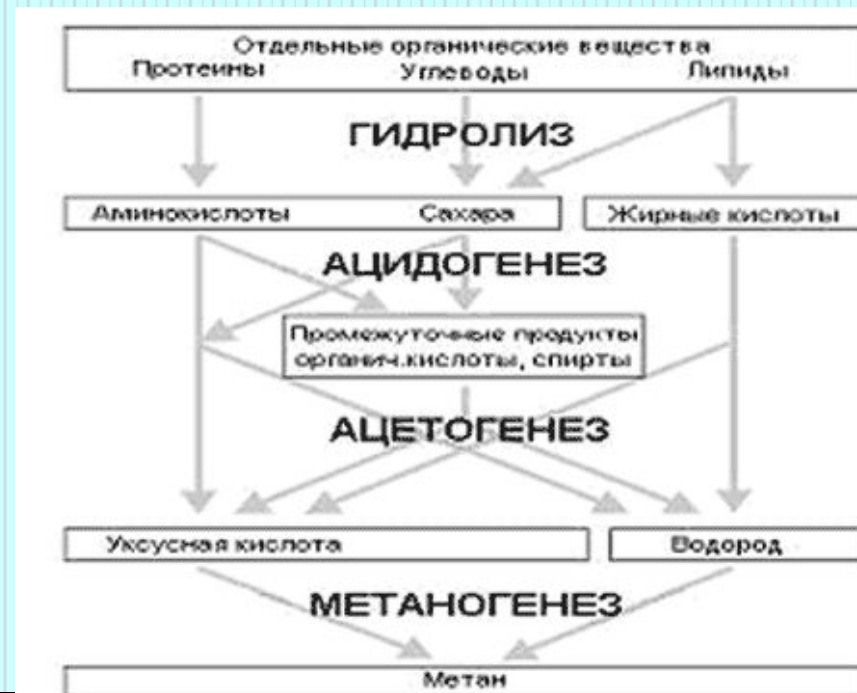 Отдельные органические вещества
Протеины Углеводы Липиды
ГИДРОЛИЗ
Аминокислоты Сахара Жирные кислоты
АЦИДОГЕНЕЗ
Промежуточные продукты
органич.кислоты, спирты
АЦЕТОГЕНЕЗ
Уксусная кислота Водород
МЕТАНОГЕНЕЗ
Метан